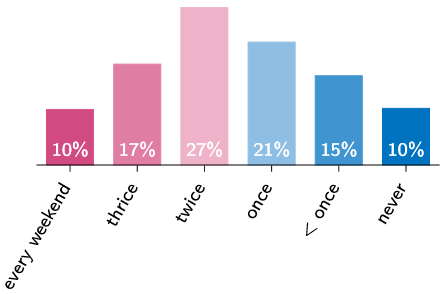 10%
17%
27%
21%
15%
10%
every weekend
thrice
twice
once
< once
never